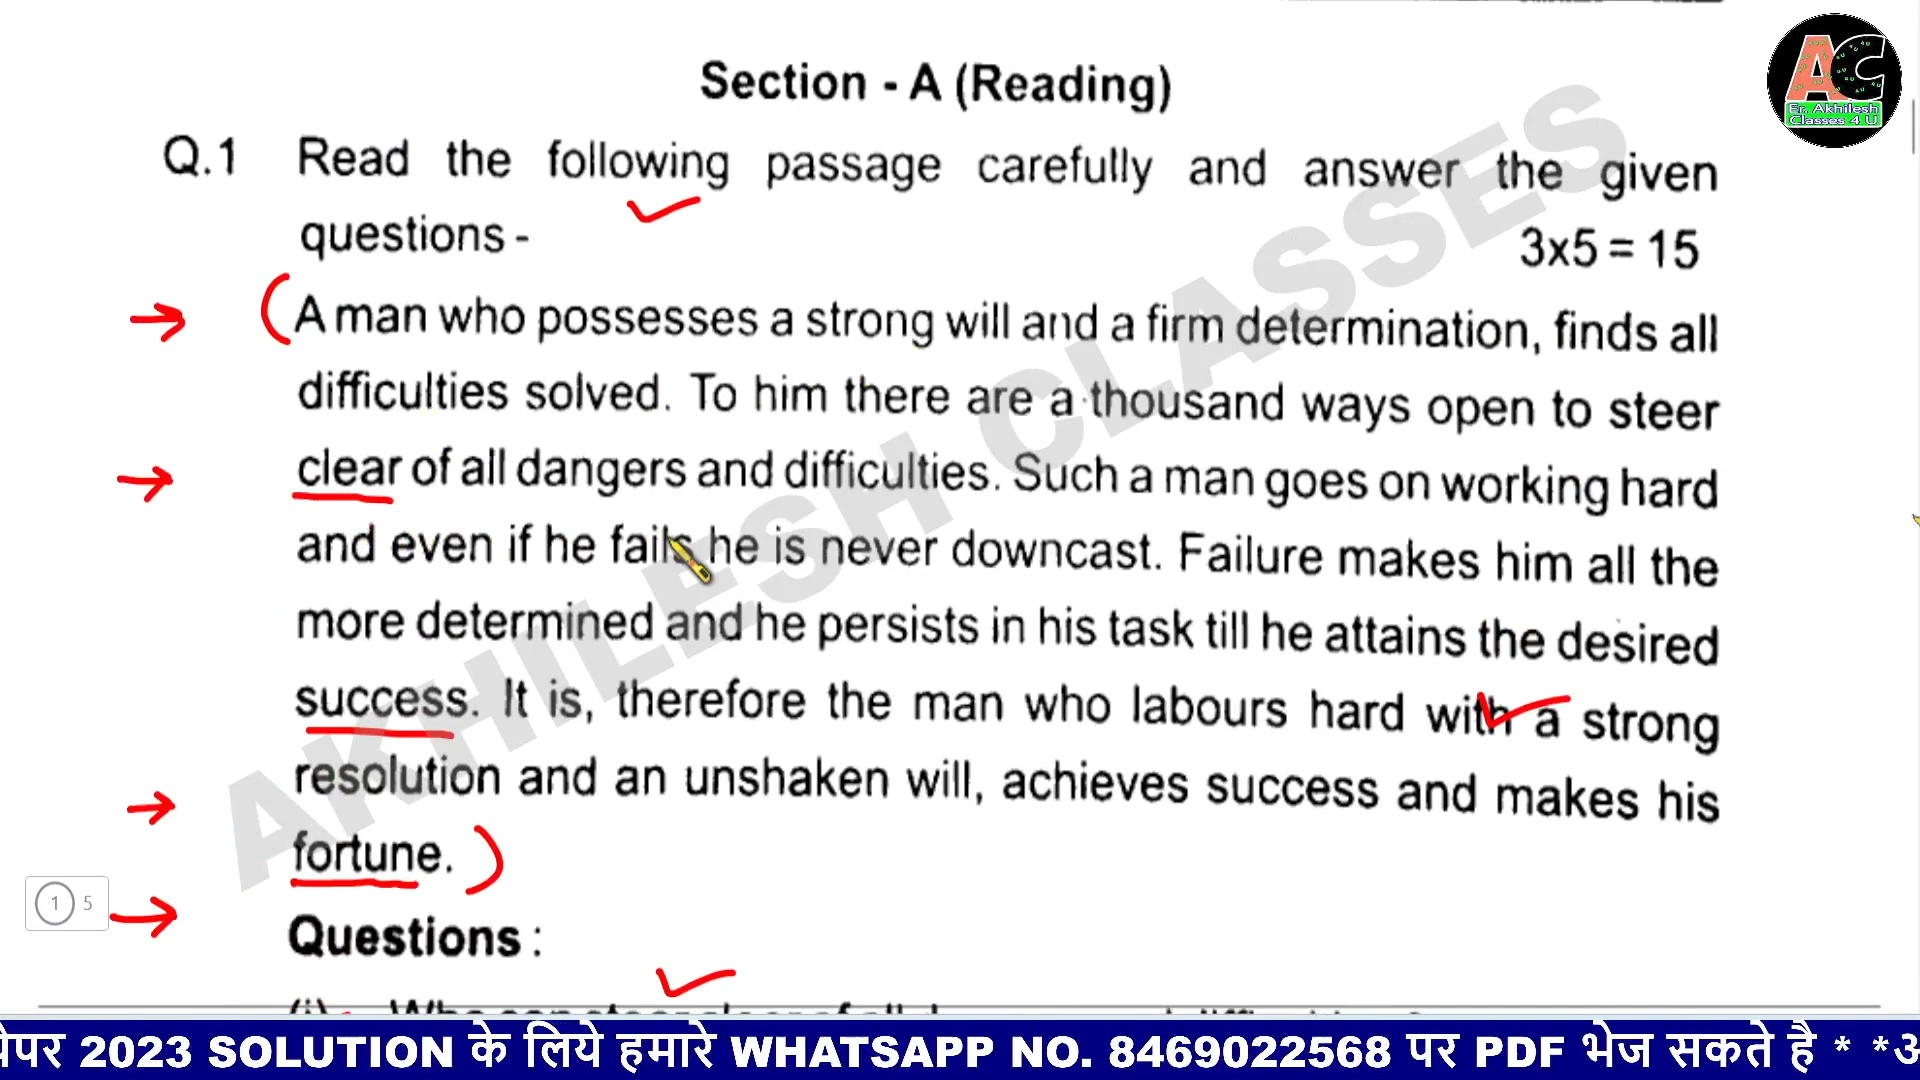 Section - A (Reading)
Q.1 Read the following passage carefully and answer the given
questions -
3x5 = 15
A man who possesses a strong will and a firm determination, finds all
difficulties solved. To him there are a thousand ways open to steer
clear of all dangers and difficulties. Such a man goes on working hard
and even if he fails he is never downcast. Failure makes him all the
more determined and he persists in his task till he attains the desired
success. It is, therefore the man who labours hard with a strong
resolution and an unshaken will, achieves success and makes his
fortune.
Questions :
AKHILESH CLASSES
AC
Er. Akhilesh
Classes 4 U
1 5
पेपर 2023 SOLUTION के लिये हमारे WHATSAPP NO. 8469022568 पर PDF भेज सकते है * *